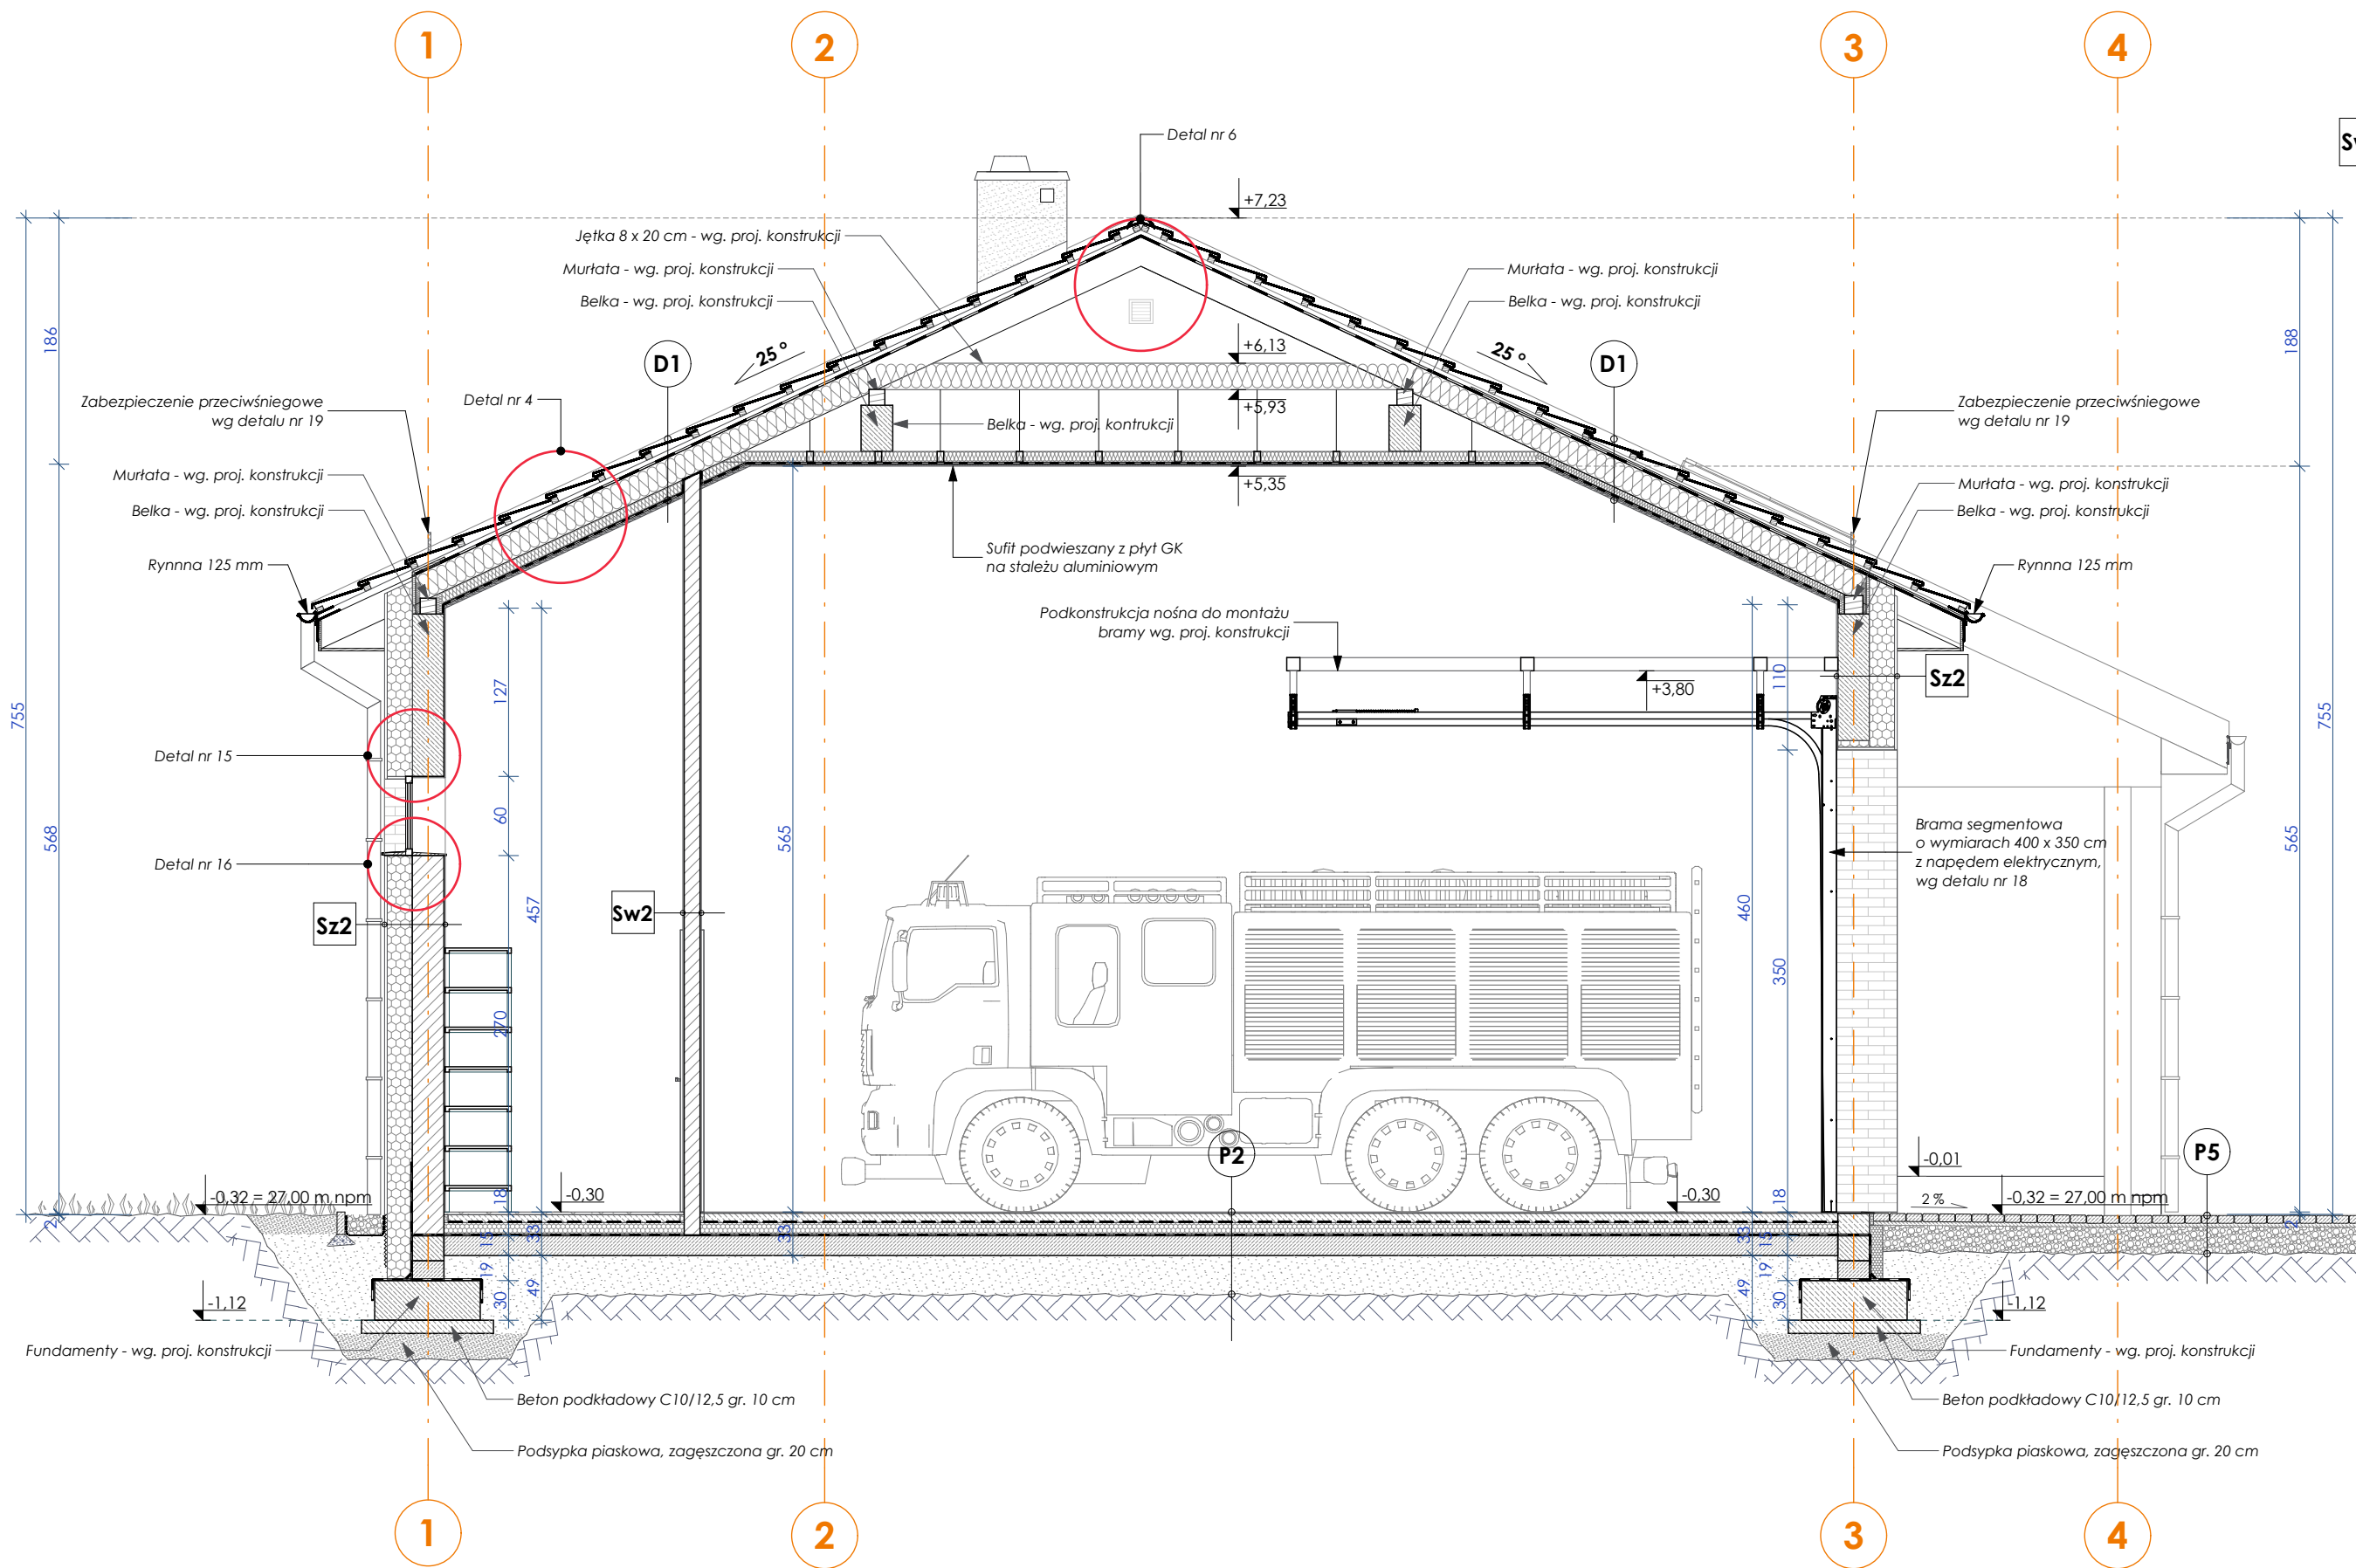 1
2
3
4
Detal nr 6
Sw
+7,23
Jętka 8 x 20 cm - wg. proj. konstrukcji
Murłata - wg. proj. konstrukcji
Belka - wg. proj. konstrukcji
Murłata - wg. proj. konstrukcji
Belka - wg. proj. konstrukcji
186
188
25 °
25 °
+6,13
+5,93
D1
D1
Zabezpieczenie przeciwśniegowe
wg detalu nr 19
Detal nr 4
Belka - wg. proj. kontrukcji
Zabezpieczenie przeciwśniegowe
wg detalu nr 19
Murłata - wg. proj. konstrukcji
Belka - wg. proj. konstrukcji
+5,35
Murłata - wg. proj. konstrukcji
Belka - wg. proj. konstrukcji
Rynnna 125 mm
Sufit podwieszany z płyt GK
na stależu aluminiowym
Rynnna 125 mm
Podkonstrukcja nośna do montażu
bramy wg. proj. konstrukcji
+3,80
110
Sz2
127
755
755
Detal nr 15
60
568
565
565
Detal nr 16
Brama segmentowa
o wymiarach 400 x 350 cm
z napędem elektrycznym,
wg detalu nr 18
457
460
Sz2
Sw2
350
270
P2
P5
-0,01
-0,32 = 27,00 m npm
18
-0,30
-0,30
18
2 %
-0,32 = 27,00 m npm
2
2
15
33
33
33
15
19
49
49
19
30
30
-1,12
-1,12
Fundamenty - wg. proj. konstrukcji
Fundamenty - wg. proj. konstrukcji
Beton podkładowy C10/12,5 gr. 10 cm
Beton podkładowy C10/12,5 gr. 10 cm
Podsypka piaskowa, zagęszczona gr. 20 cm
Podsypka piaskowa, zagęszczona gr. 20 cm
1
2
3
4